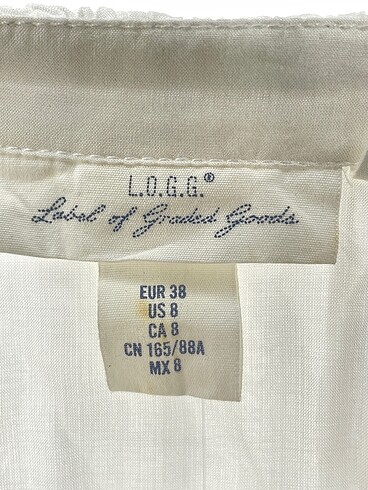 L.O.G.G.®
Label of Graded Goods
EUR 38
US 8
CA 8
CN 165/88A
MX 8